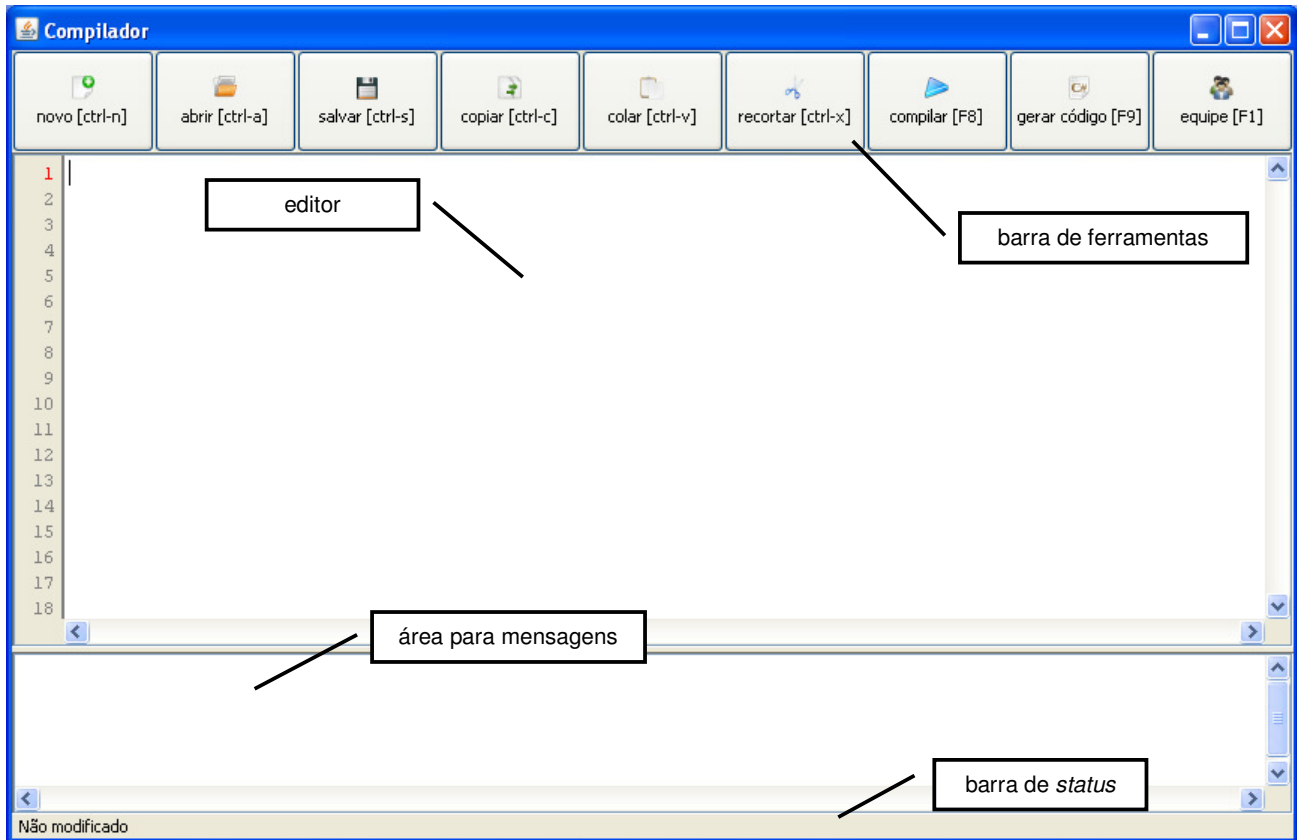 Compilador
novo [ctrl-n] abrir [ctrl-a] salvar [ctrl-s] copiar [ctrl-c] colar [ctrl-v] recortar [ctrl-x] compilar [F8] gerar código [F9] equipe [F1]
1
2
editor
3
barra de ferramentas
4
5
6
7
8
9
10
11
12
13
14
15
16
17
18
área para mensagens
barra de status
Não modificado